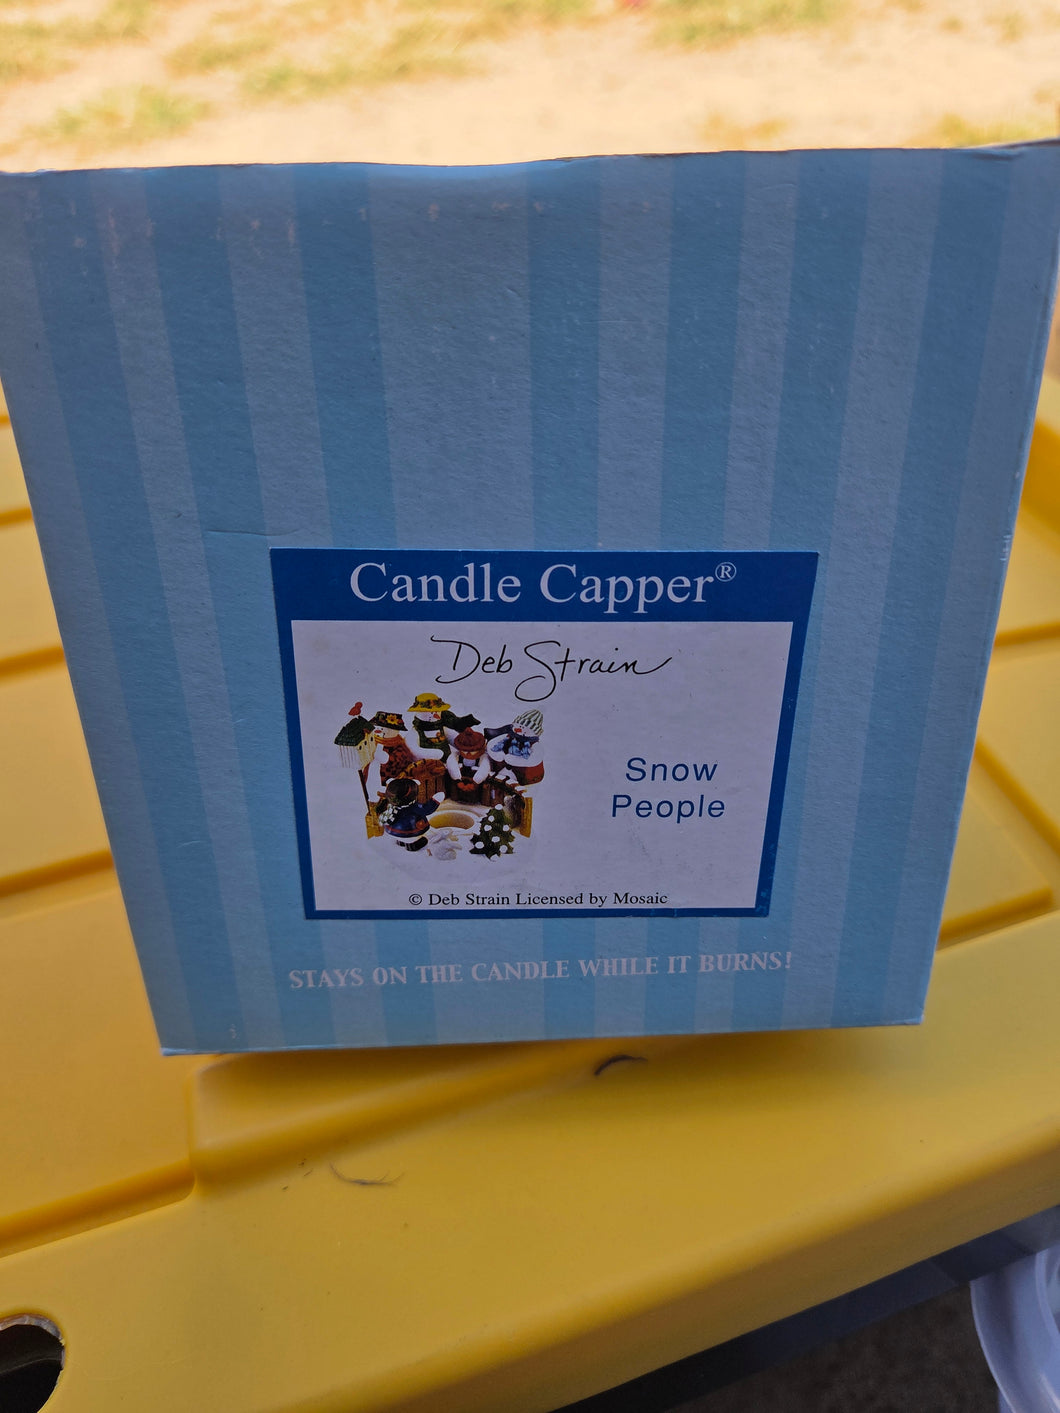 Candle Capper®
Deb Strain
Snow
People
© Deb Strain Licensed by Mosaic
STAYS ON THE CANDLE WHILE IT BURNS!